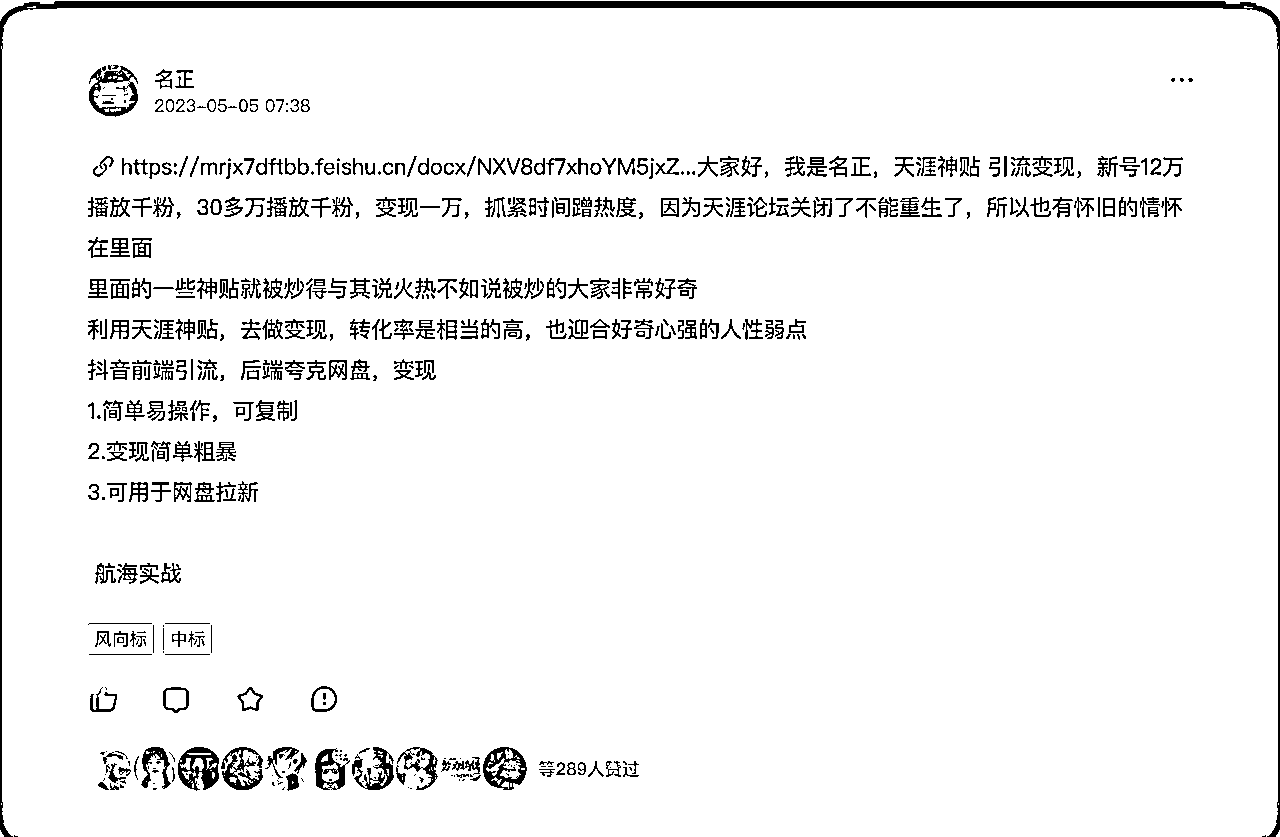 名正
2023-05-05 07:38
https://mrjx7dftbb.feishu.cn/docx/NXV8df7xhoYM5jxZ...大家好，我是名正，天涯神贴 引流变现，新号12万
播放千粉，30多万播放千粉，变现一万，抓紧时间蹭热度，因为天涯论坛关闭了不能重生了，所以也有怀旧的情怀
在里面
里面的一些神贴就被炒得与其说火热不如说被炒的大家非常好奇
利用天涯神贴，去做变现，转化率是相当的高，也迎合好奇心强的人性弱点
抖音前端引流，后端夸克网盘，变现
1.简单易操作，可复制
2.变现简单粗暴
3.可用于网盘拉新
航海实战
风向标 中标
等289人赞过